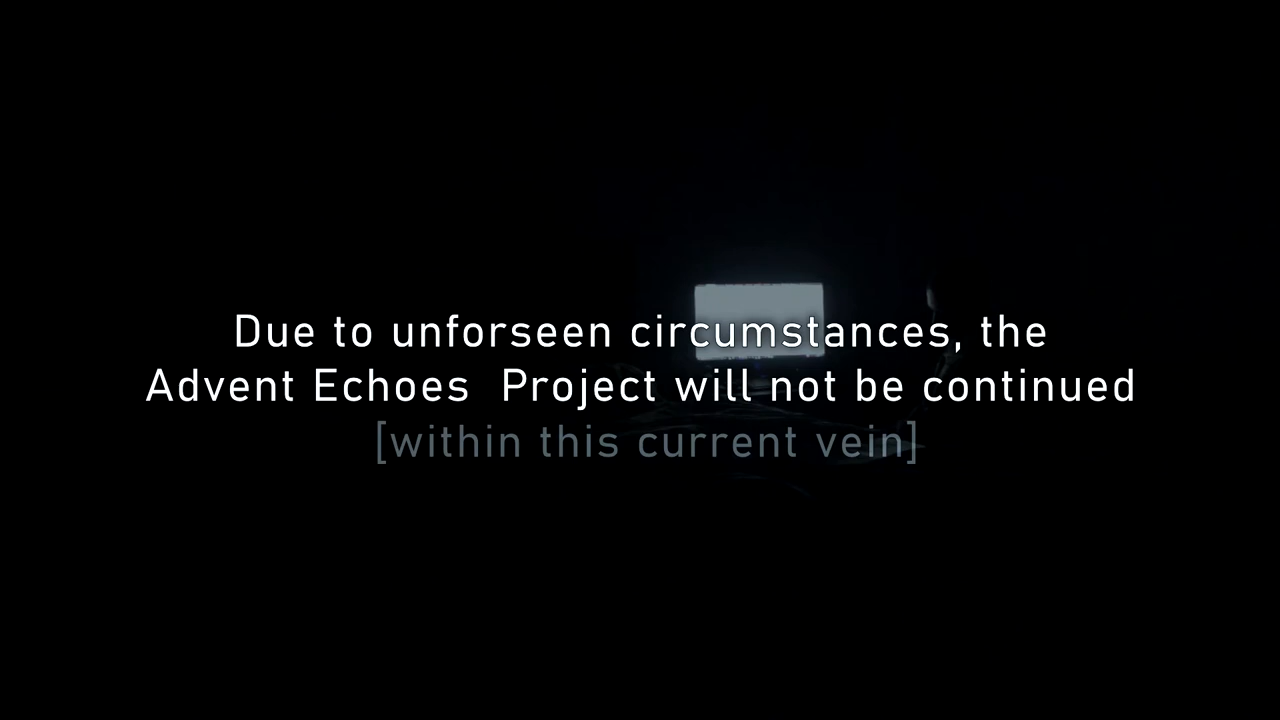 Due to unforseen circumstances, the
Advent Echoes  Project will not be continued
[within this current vein]